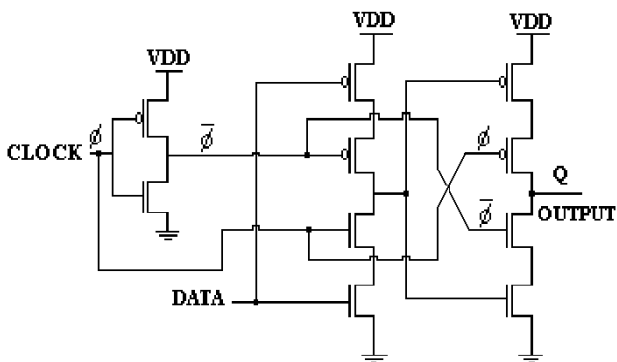 VDD
VDD
VDD
ϕ
ϕ̅
CLOCK
ϕ
Q
ϕ̅
OUTPUT
DATA